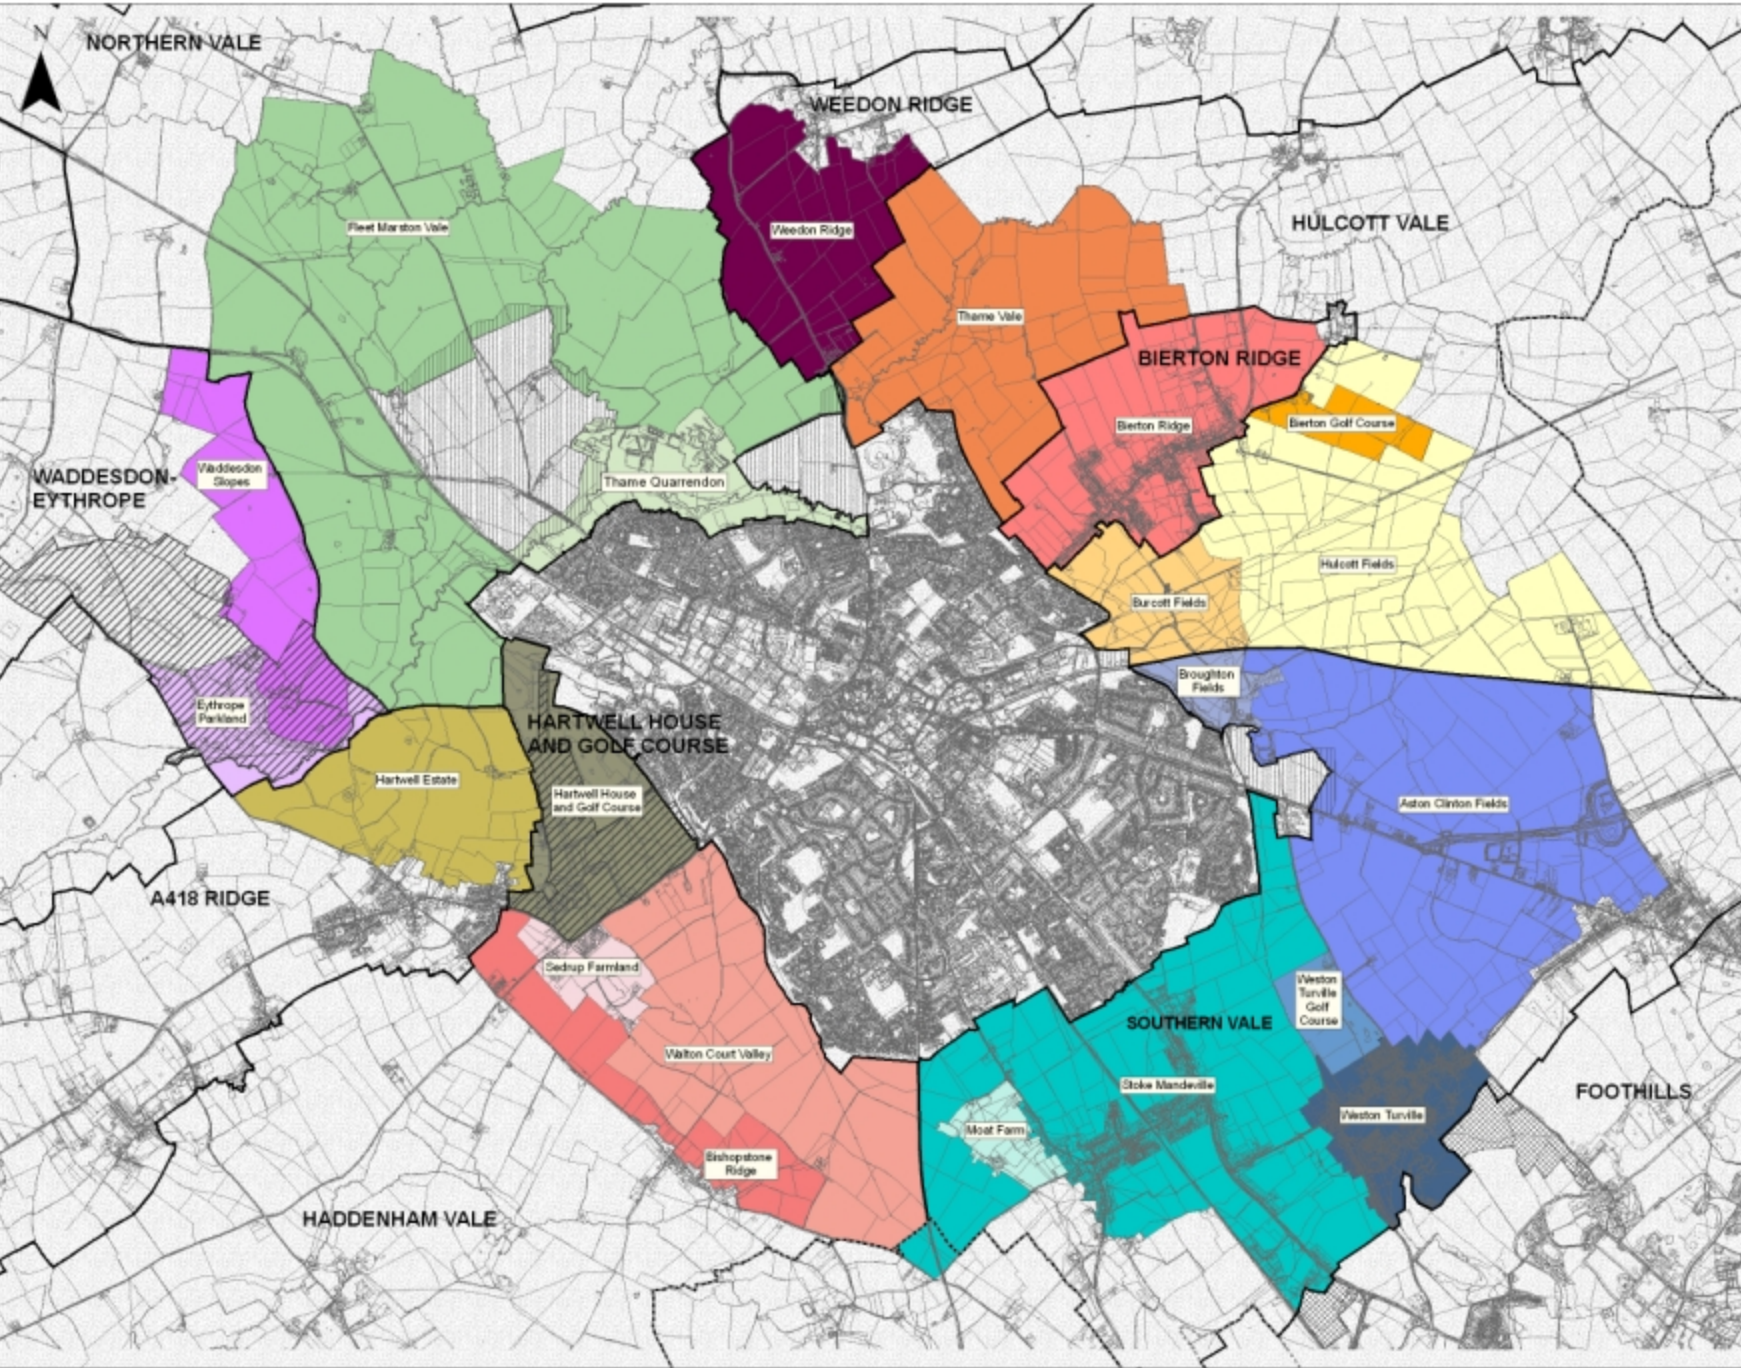 N
NORTHERN VALE
WEEDON RIDGE
HULCOTT VALE
Fleet Marston Vale
Weedon Ridge
Thame Vale
BIERTON RIDGE
Bierton Ridge
Bierton Golf Course
WADDESDON-
EYTHROPE
Waddesdon
Slopes
Thame Quarrendon
Hulcott Fields
Burcott Fields
Broughton
Fields
Eythrope
Parkland
HARTWELL HOUSE
AND GOLF COURSE
Hartwell Estate
Hartwell House
and Golf Course
Aston Clinton Fields
A418 RIDGE
Sedrup Farmland
Weston
Turville
Golf
Course
SOUTHERN VALE
Walton Court Valley
Stoke Mandeville
FOOTHILLS
Weston Turville
Moat Farm
Bishopstone
Ridge
HADDENHAM VALE